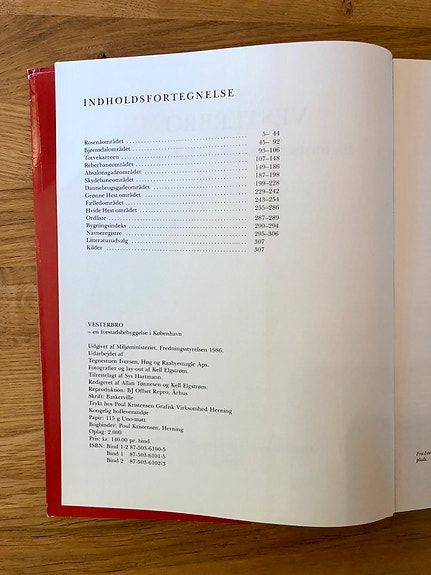 INDHOLDSFORTEGNELSE
Rosenåområdet 5– 44
Bjørnsdalområdet 45– 92
Torvekarreen 93–106
Reberbaneområdet 107–148
Absalonsgadeområdet 149–186
Skydebaneområdet 187–198
Dannebrogsgadeområdet 199–228
Grønne Hest området 229–242
Fælledområdet 243–254
Hvide Hest området 255–286
Ordliste 287–289
Bygningsindeks 290–294
Navneregistre 295–306
Litteraturudvalg 307
Kilder 307
VESTERBRO
– en forstadsbebyggelse i København
Udgivet af Miljøministeriet, Fredningsstyrelsen 1986.
Udarbejdet af
Tegnestuen Iversen, Høg og Raabyemagle Aps.
Fotografier og lay-out af Kell Elgstrøm.
Tilrettelagt af Sys Hartmann.
Redigeret af Allan Tønnesen og Kell Elgstrøm.
Reproduktion: BJ Offset Repro, Århus
Skrift: Baskerville
Trykt hos Poul Kristensen Grafisk Virksomhed Herning
Kongelig hofleverandør
Papir: 115 g Uno-matt
Bogbinder: Poul Kristensen, Herning
Oplag: 2.000
Pris: kr. 140.00 pr. bind.
ISBN: Bind 1-2 87-503-6100-5
Bind 1 87-503-6101-5
Bind 2 87-503-6102-3